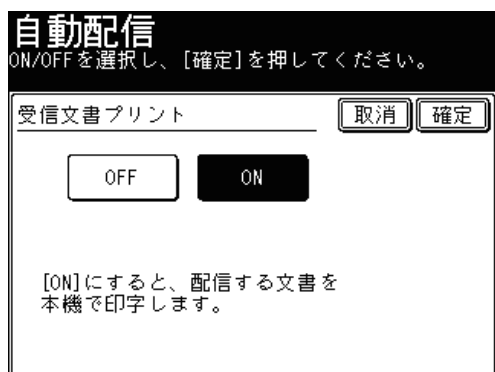 自動配信
ON/OFFを選択し、[確定]を押してください。
受信文書プリント
取消
確定
OFF
ON
[ON]にすると、配信する文書を
本機で印字します。